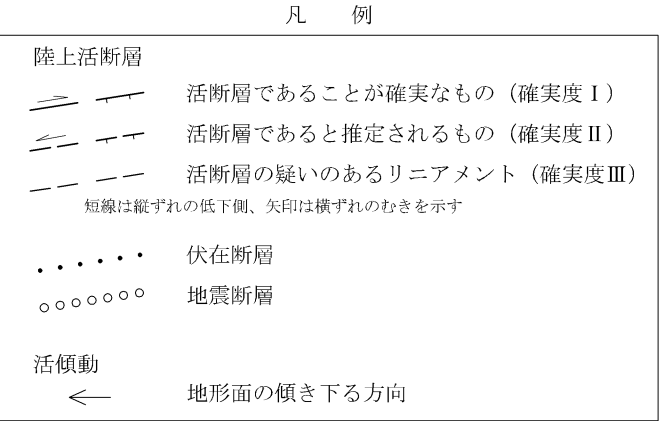 凡　例
陸上活断層
活断層であることが確実なもの（確実度Ⅰ）
活断層であると推定されるもの（確実度Ⅱ）
活断層の疑いのあるリニアメント（確実度Ⅲ）
短線は縦ずれの低下側、矢印は横ずれのむきを示す
伏在断層
地震断層
活傾動
地形面の傾き下る方向